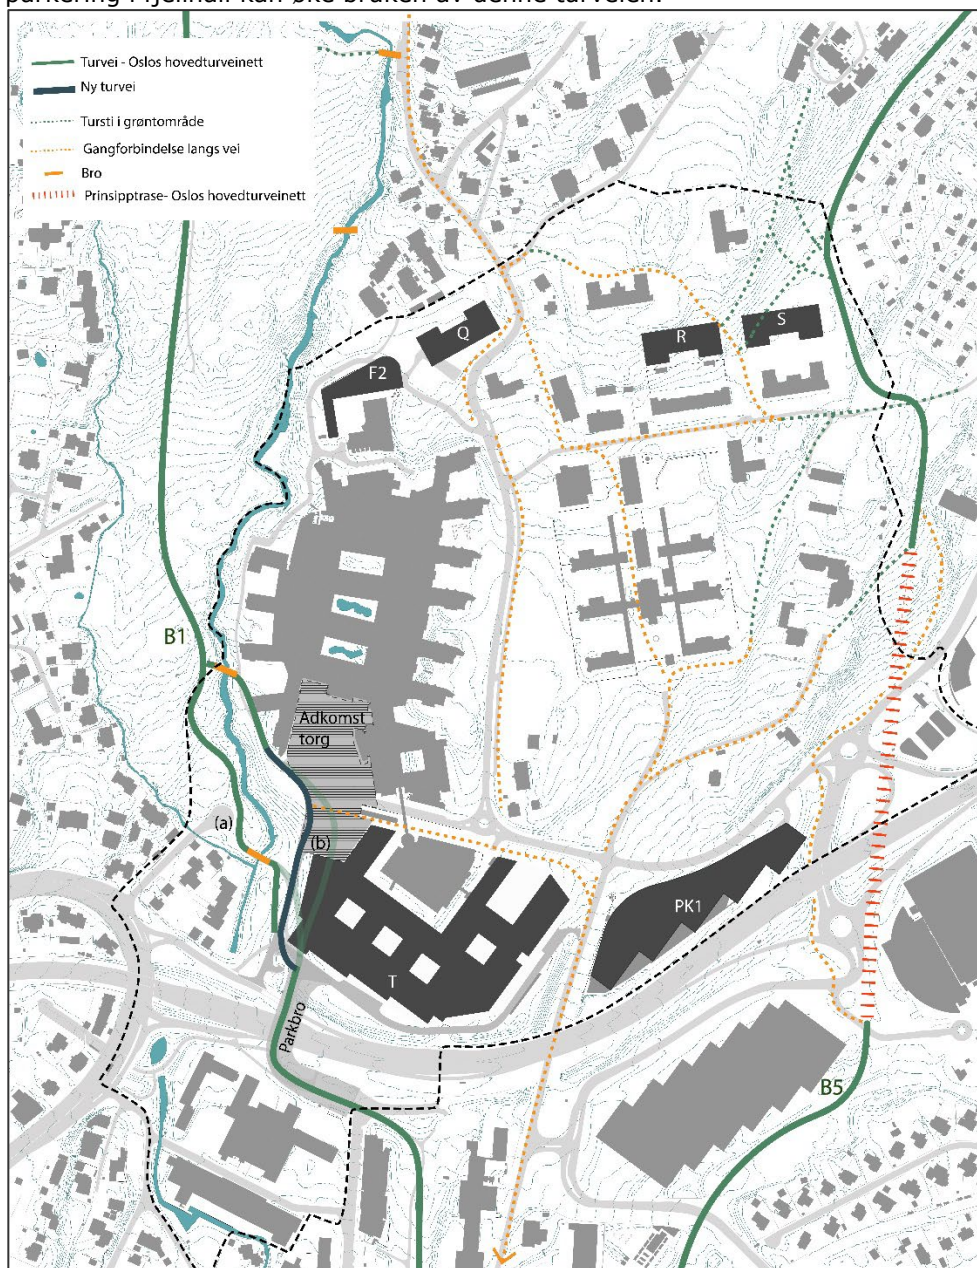 parkering i fjellhall kan øke bruken av denne turveien.
Turvei - Oslos hovedturveinett
Ny turvei
Tursti i grøntområde
Gangforbindelse langs vei
Bro
Prinsipptrase- Oslos hovedturveinett
Q
R
S
F2
B1
Adkomst
torg
(a)
(b)
PK1
T
Parkbro
B5